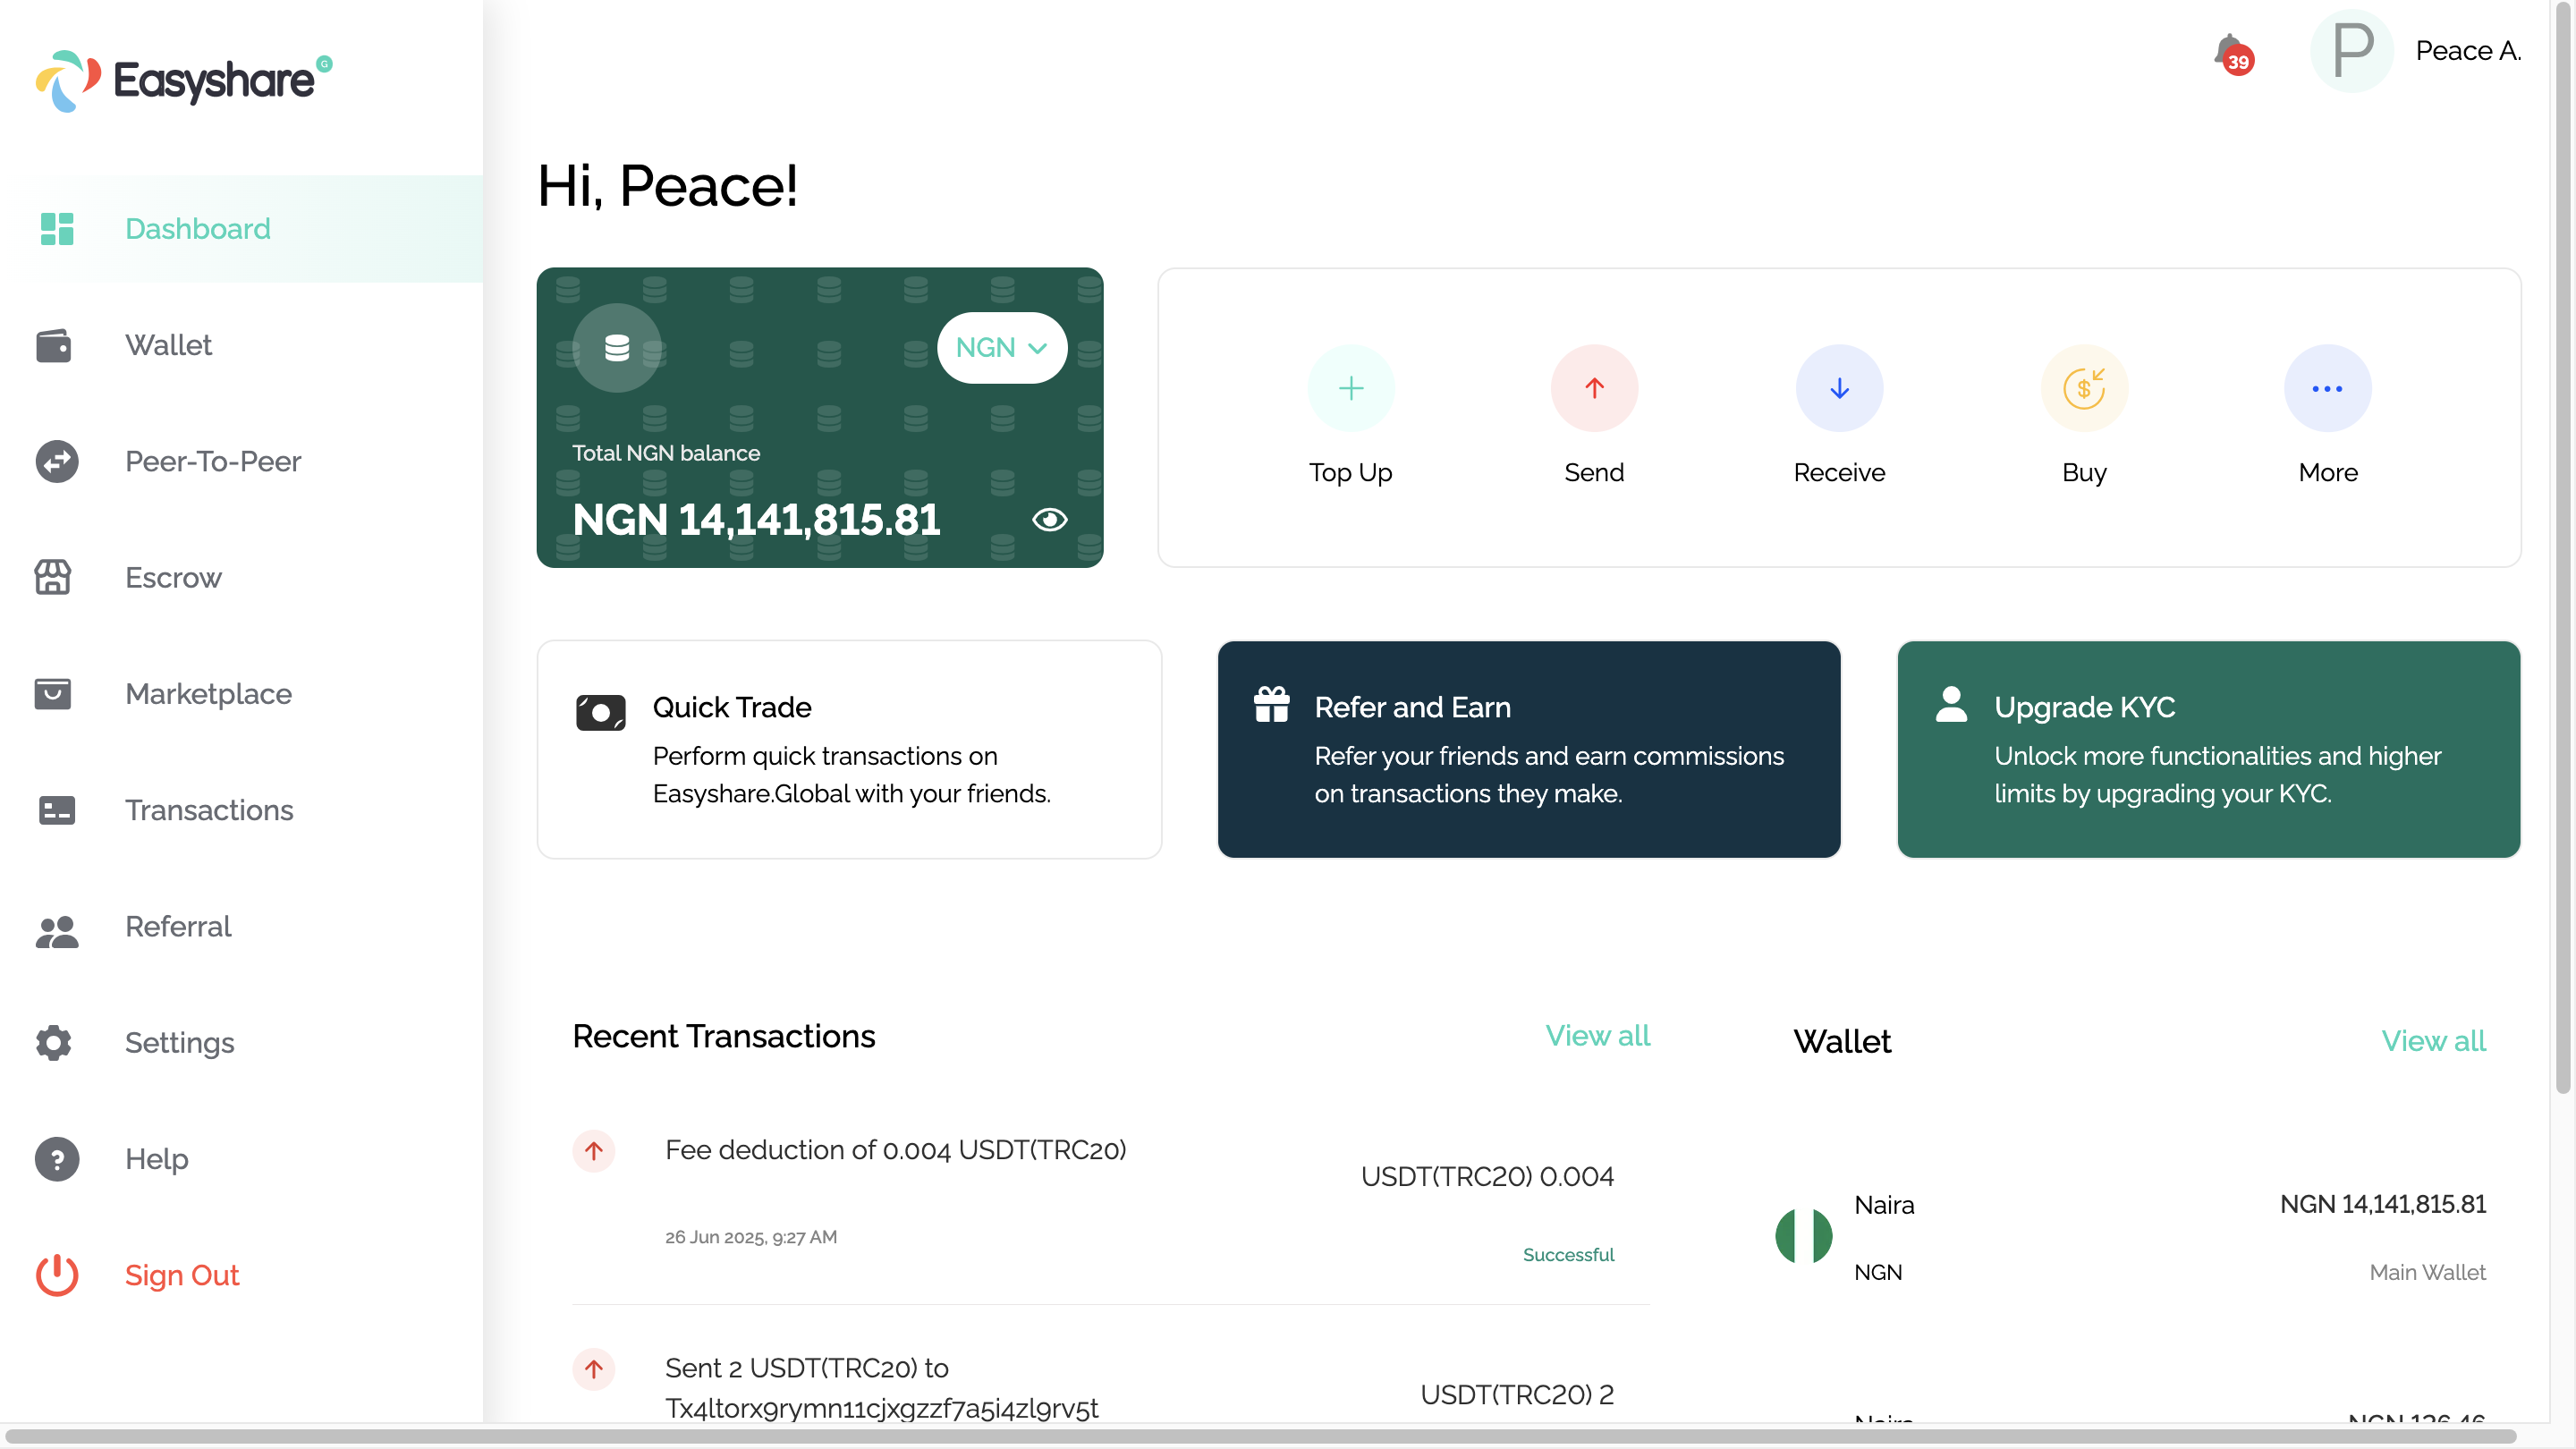 Easyshare G
39
P
Peace A.
Dashboard
Wallet
Peer-To-Peer
Escrow
Marketplace
Transactions
Referral
Settings
Help
Sign Out
Hi, Peace!
NGN
Total NGN balance
NGN 14,141,815.81
Top Up
Send
Receive
$
Buy
More
Quick Trade
Perform quick transactions on
Easyshare.Global with your friends.
Refer and Earn
Refer your friends and earn commissions
on transactions they make.
Upgrade KYC
Unlock more functionalities and higher
limits by upgrading your KYC.
Recent Transactions
View all
Fee deduction of 0.004 USDT(TRC20)
USDT(TRC20) 0.004
26 Jun 2025, 9:27 AM
Successful
Sent 2 USDT(TRC20) to
Tx4ltorx9rymn11cjxgzzf7a5i4zl9rv5t
USDT(TRC20) 2
Wallet
View all
Naira
NGN 14,141,815.81
NGN
Main Wallet
Naira
NGN 126.46